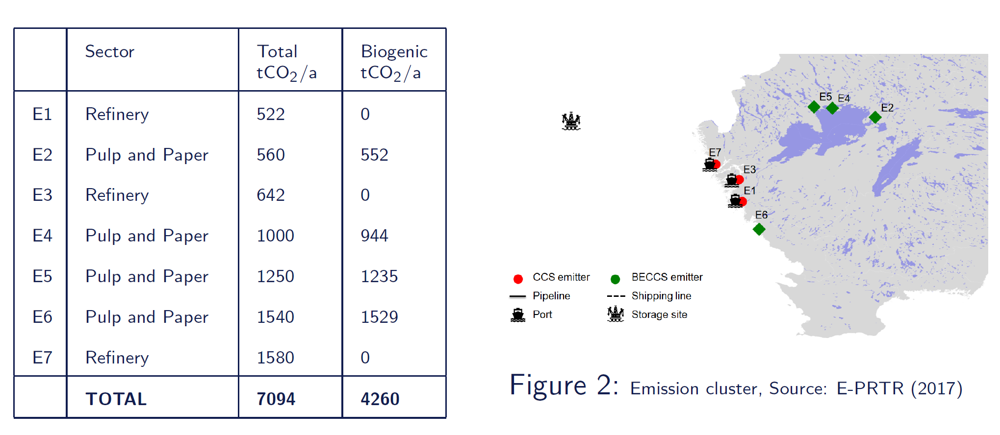 Sector Total Biogenic
tCO₂/a tCO₂/a
E1 Refinery 522 0
E2 Pulp and Paper 560 552
E3 Refinery 642 0
E4 Pulp and Paper 1000 944
E5 Pulp and Paper 1250 1235
E6 Pulp and Paper 1540 1529
E7 Refinery 1580 0
TOTAL 7094 4260
E5 E4
E2
E7
E3
E1
E6
CCS emitter BECCS emitter
Pipeline Shipping line
Port Storage site
Figure 2: Emission cluster, Source: E-PRTR (2017)